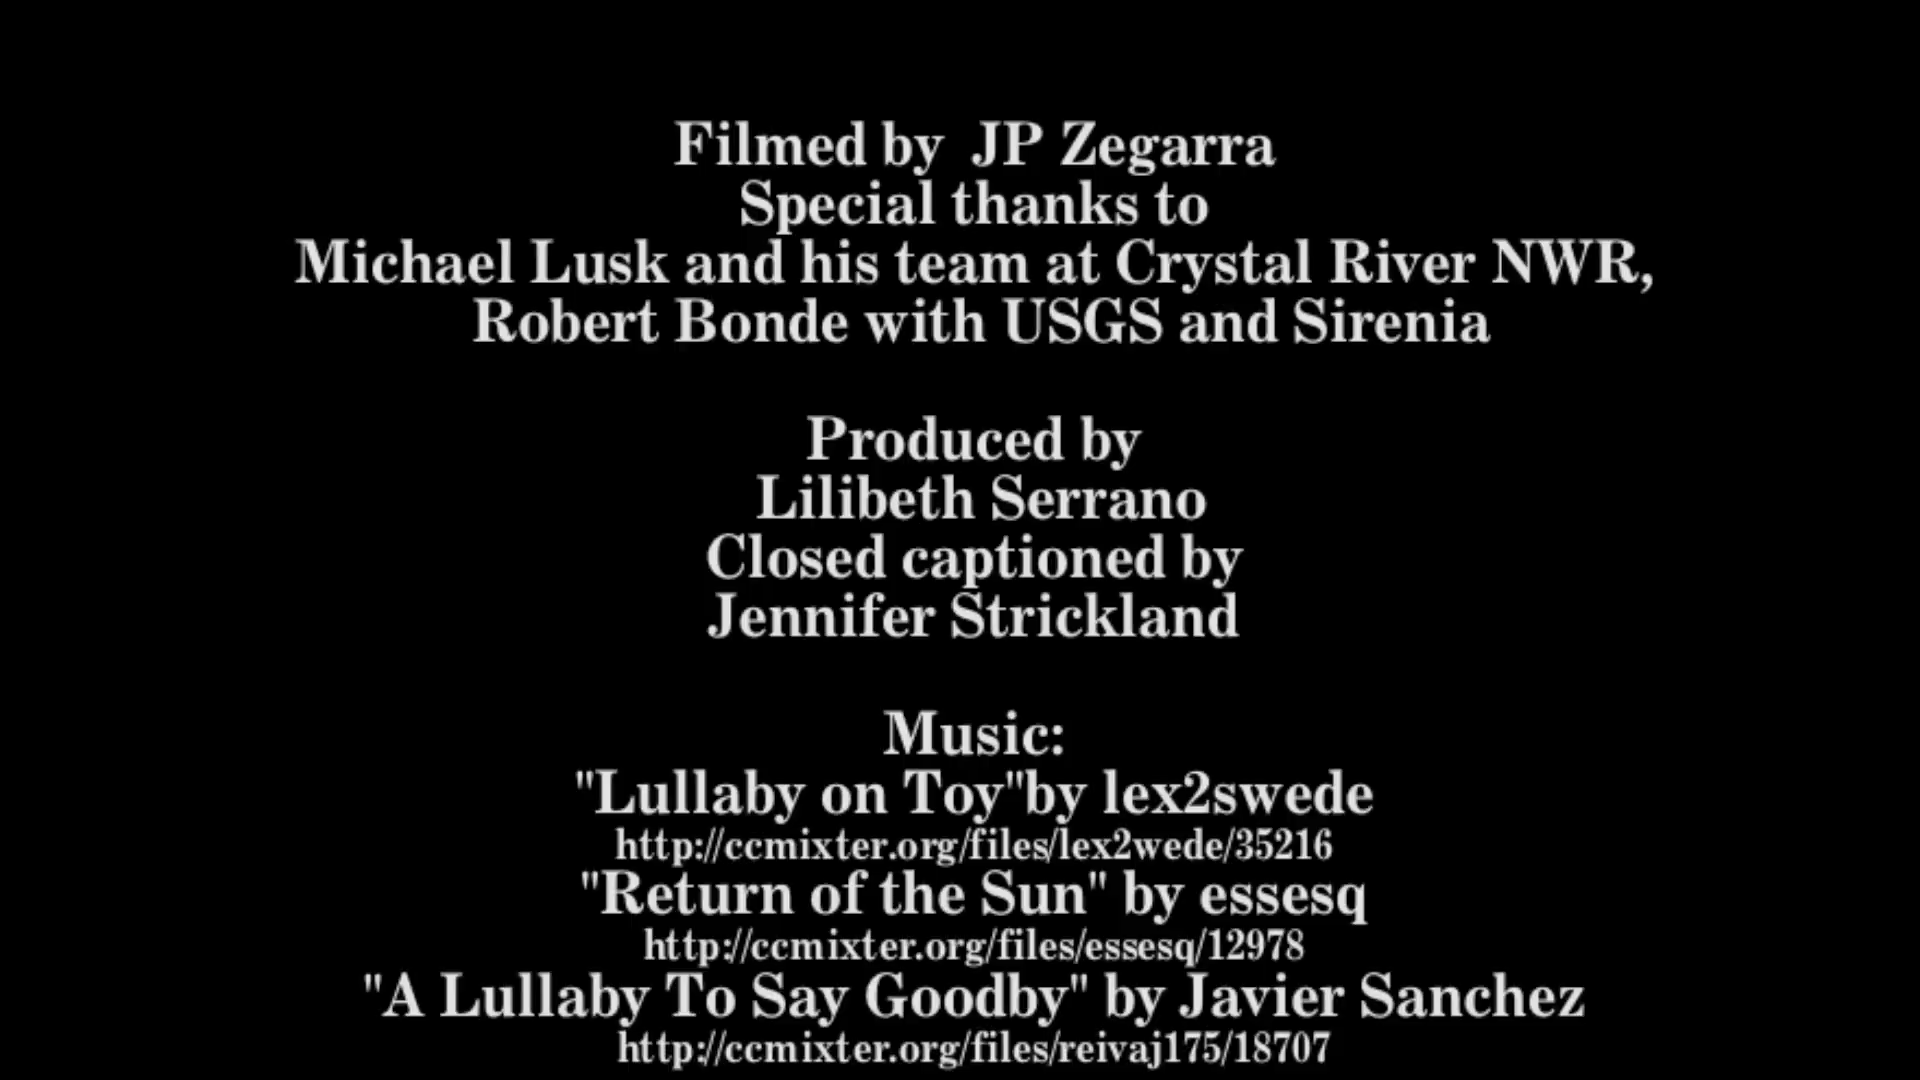 Filmed by  JP Zegarra
Special thanks to
Michael Lusk and his team at Crystal River NWR,
Robert Bonde with USGS and Sirenia
Produced by
Lilibeth Serrano
Closed captioned by
Jennifer Strickland
Music:
"Lullaby on Toy"by lex2swede
http://ccmixter.org/files/lex2wede/35216
"Return of the Sun" by essesq
http://ccmixter.org/files/essesq/12978
"A Lullaby To Say Goodby" by Javier Sanchez
http://ccmixter.org/files/reivaj175/18707